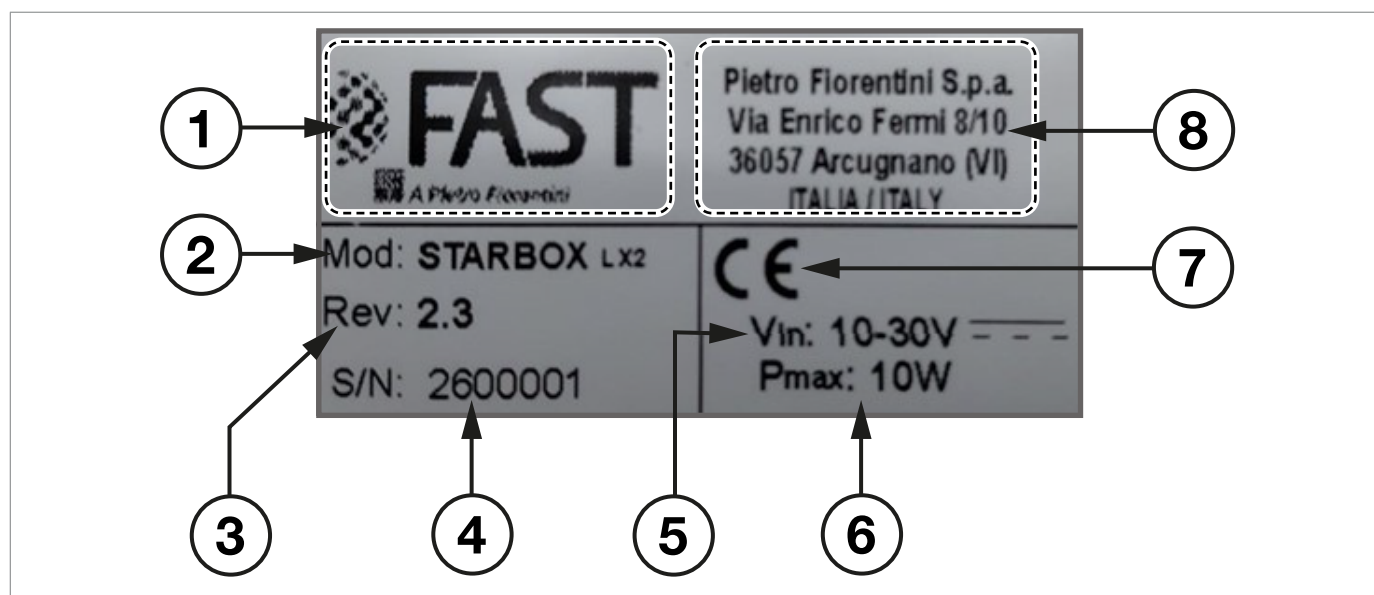 FAST
A Pietro Fiorentini
Pietro Fiorentini S.p.a.
Via Enrico Fermi 8/10
36057 Arcugnano (VI)
ITALIA / ITALY
Mod: STARBOX LX2
Rev: 2.3
S/N: 2600001
CE
Vin: 10-30V
Pmax: 10W
1
2
3
4
5
6
7
8